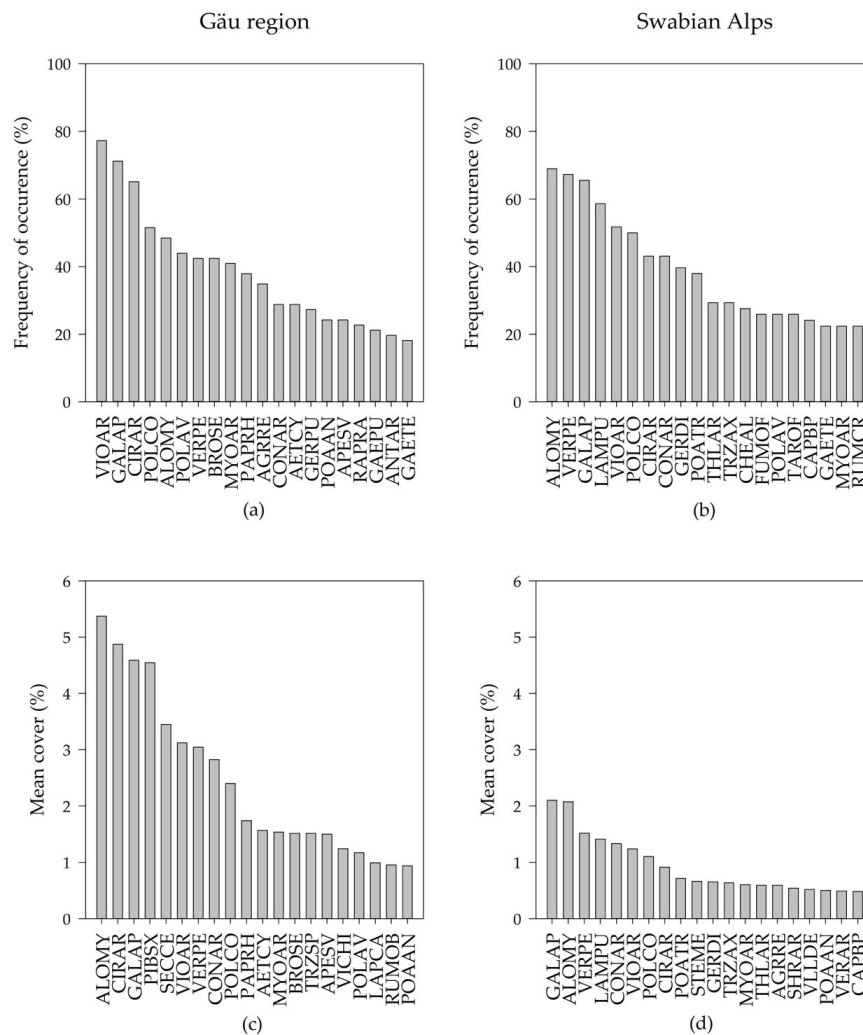 Gäu region
Swabian Alps
Frequency of occurence (%)
100
80
60
40
20
0
VIOAR GALAP CIRAR POLCO ALOMY POLAV VERPE BROSE MYOAR PAPRH AGRRE CONAR AETCY GERPU POAAN APESV RAPRA GAEPU ANTAR GAETE
(a)
Frequency of occurence (%)
100
80
60
40
20
0
ALOMY VERPE GALAP LAMPU VIOAR POLCO CIRAR CONAR GERDI POATR THLAR TRZAX CHEAL FUMOF POLAV TAROF CAPBP GAETE MYOAR RUMCR
(b)
Mean cover (%)
6
5
4
3
2
1
0
ALOMY CIRAR GALAP PIBSX SECCE VIOAR VERPE CONAR POLCO PAPRH AETCY MYOAR BROSE TRZSP APESV VICHI POLAV LAPCA RUMOB POAAN
(c)
Mean cover (%)
6
5
4
3
2
1
0
GALAP ALOMY VERPE LAMPU CONAR VIOAR POLCO CIRAR POATR STEME GERDI TRZAX MYOAR THLAR AGRRE SHRAR VLLDE POAAN VERAR CAPBP
(d)